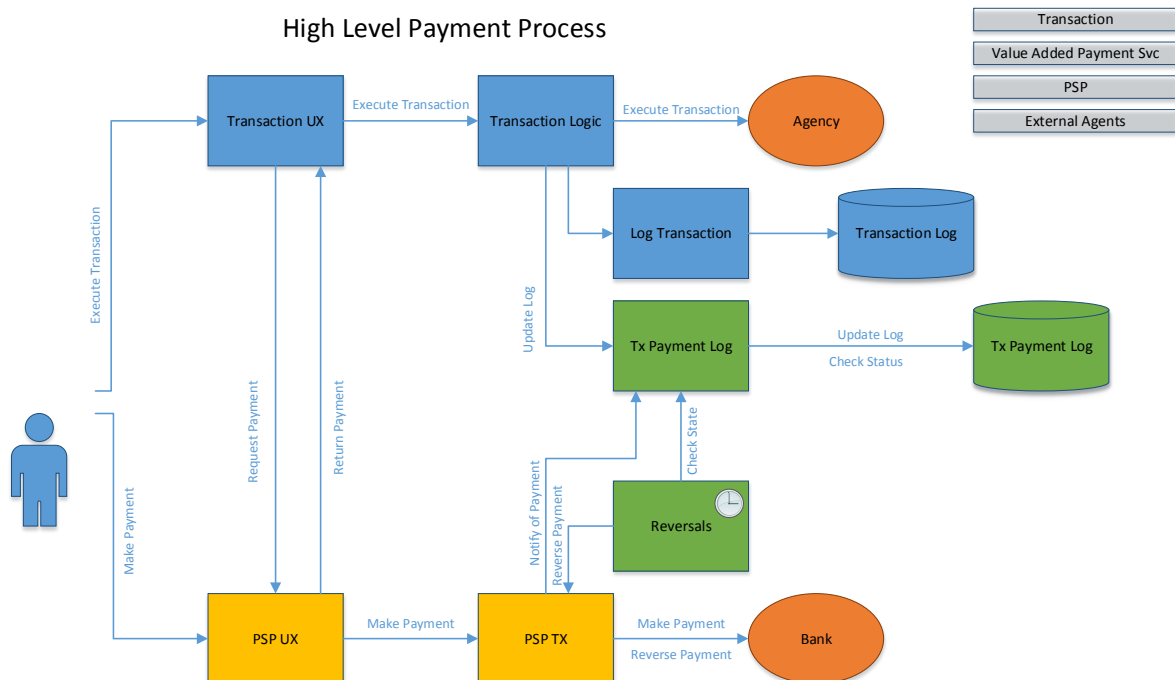 High Level Payment Process
Transaction
Value Added Payment Svc
PSP
External Agents
Transaction UX
Execute Transaction
Transaction Logic
Execute Transaction
Agency
Execute Transaction
Log Transaction
Transaction Log
Update Log
Tx Payment Log
Update Log
Check Status
Tx Payment Log
Request Payment
Return Payment
Check State
Make Payment
Notify of Payment
Reverse Payment
Reversals
PSP UX
Make Payment
PSP TX
Make Payment
Reverse Payment
Bank